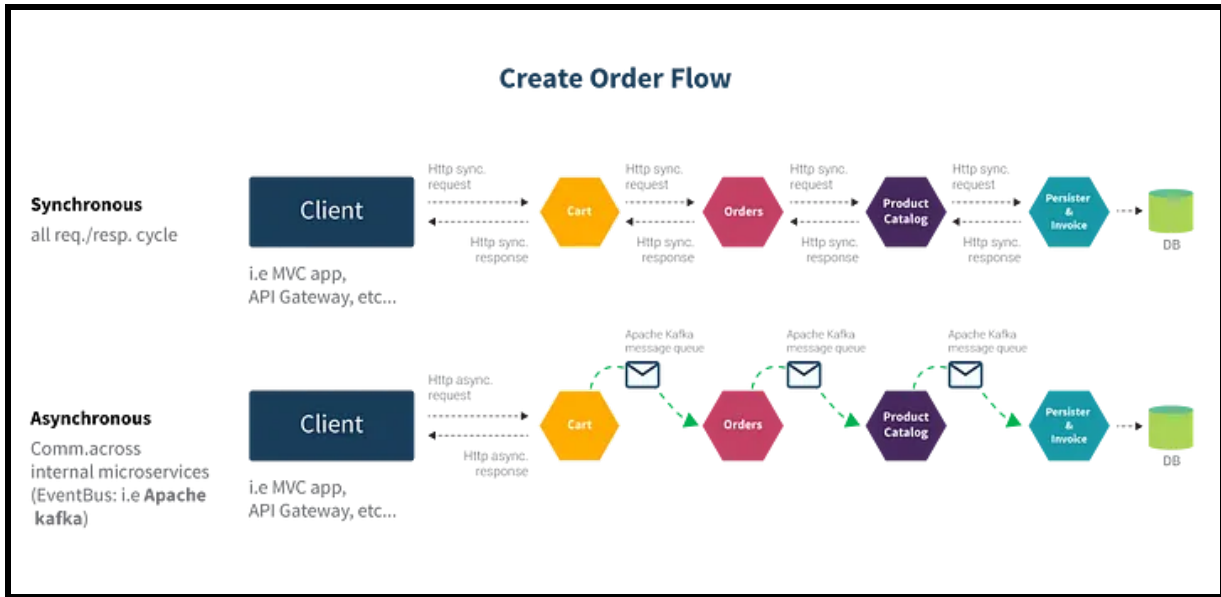 Create Order Flow
Synchronous
all req./resp. cycle
Client
i.e MVC app,
API Gateway, etc...
Http sync.
request
Http sync.
response
Cart
Http sync.
request
Http sync.
response
Orders
Http sync.
request
Http sync.
response
Product
Catalog
Http sync.
request
Http sync.
response
Persister
&
Invoice
DB
Asynchronous
Comm.across
internal microservices
(EventBus: i.e Apache
kafka)
Client
i.e MVC app,
API Gateway, etc...
Http async.
request
Http async.
response
Cart
Apache Kafka
message queue
Orders
Apache Kafka
message queue
Product
Catalog
Apache Kafka
message queue
Persister
&
Invoice
DB